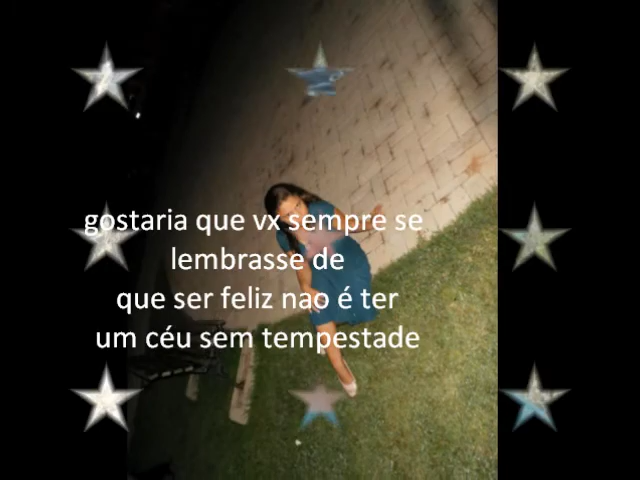 gostaria que vx sempre se
lembrasse de
que ser feliz nao é ter
um céu sem tempestade